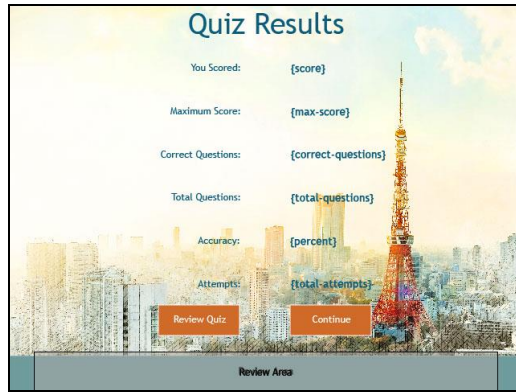 Quiz Results
You Scored: {score}
Maximum Score: {max-score}
Correct Questions: {correct-questions}
Total Questions: {total-questions}
Accuracy: {percent}
Attempts: {total-attempts}
Review Quiz Continue
Review Area